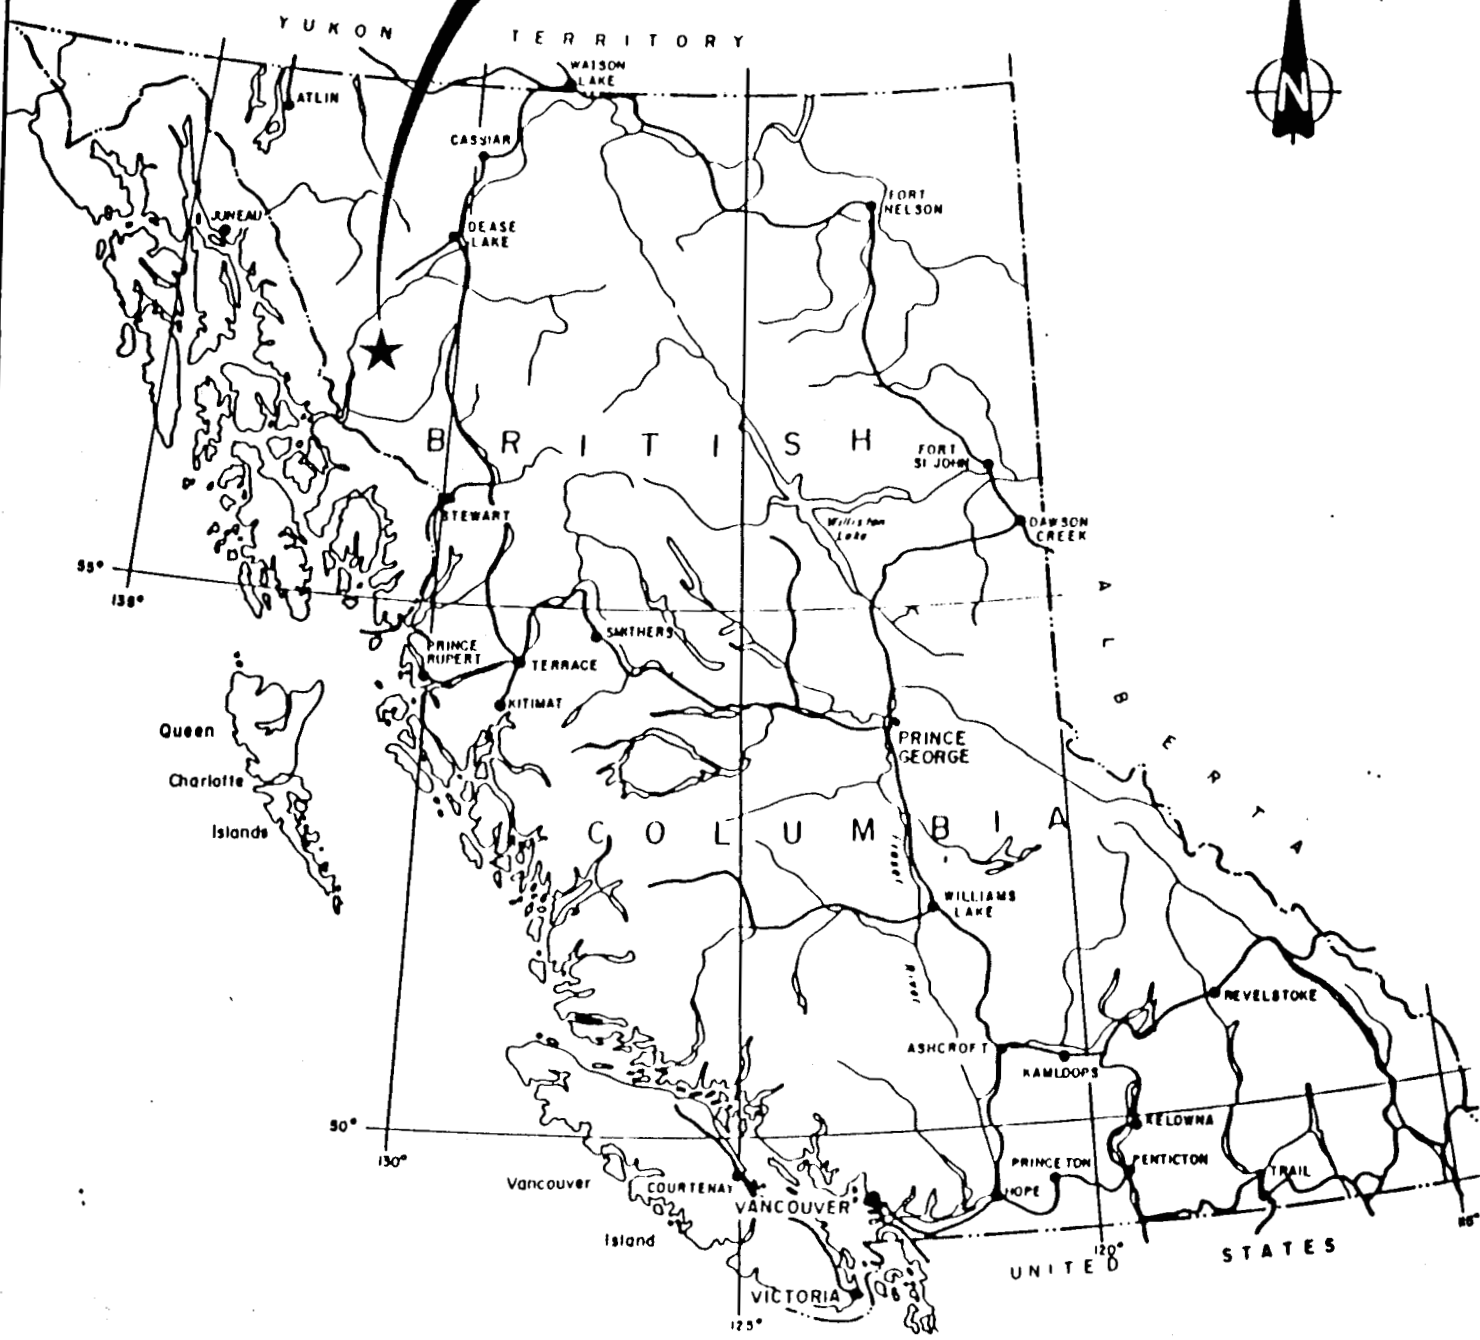 YUKON TERRITORY
N
WATSON
LAKE
ATLIN
CASSIAR
FORT
NELSON
JUNEAU
DEASE
LAKE
BRITISH
FORT
ST JOHN
STEWART
Williston
Lake
DAWSON
CREEK
55°
138°
ALBERTA
SMITHERS
PRINCE
RUPERT
TERRACE
KITIMAT
Queen
Charlotte
Islands
PRINCE
GEORGE
COLUMBIA
Fraser
WILLIAMS
LAKE
River
REVELSTOKE
ASHCROFT
KAMLOOPS
50°
130°
KELOWNA
PRINCETON
PENTICTON
TRAIL
Vancouver
COURTENAY
HOPE
VANCOUVER
Island
120°
UNITED STATES
VICTORIA
125°